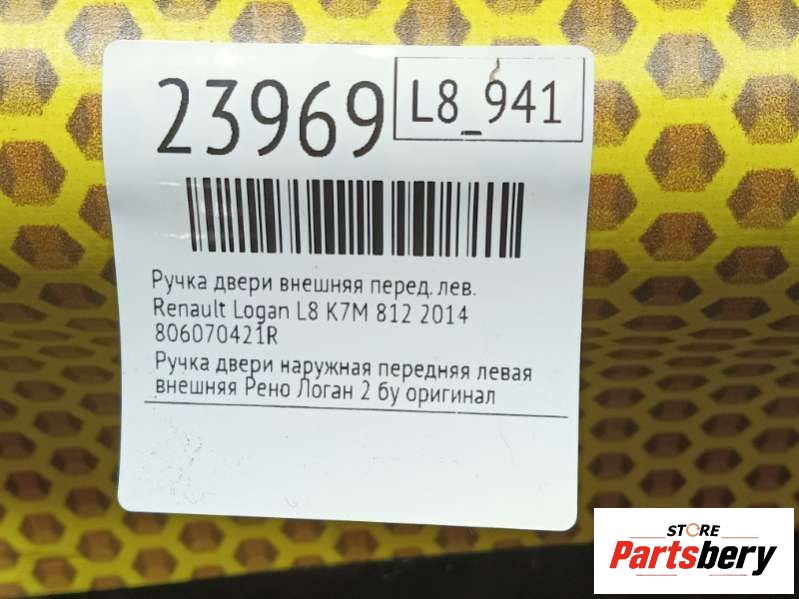 23969
L8_941
Ручка двери внешняя перед. лев.
Renault Logan L8 K7M 812 2014
806070421R
Ручка двери наружная передняя левая
внешняя Рено Логан 2 бу оригинал
STORE
Partsbery